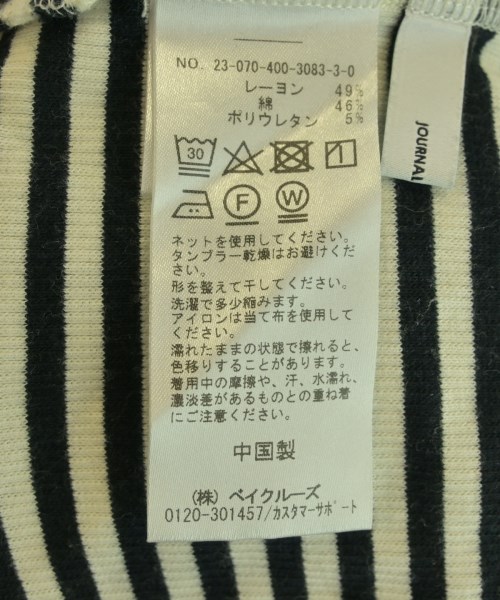 NO. 23-070-400-3083-3-0
レーヨン 49%
綿 46%
ポリウレタン 5%
30
F W
ネットを使用してください。
タンブラー乾燥はお避けくださ
い。
形を整えて干してください。
洗濯で多少縮みます。
アイロンは当て布を使用してく
ださい。
濡れたままの状態で擦れると、
色移りすることがあります。
着用中の摩擦や、汗、水濡れ、
濃淡差があるものとの重ね着
にご注意ください。
中国製
(株) ベイクルーズ
0120-301457/カスタマーサポート
JOURNAL